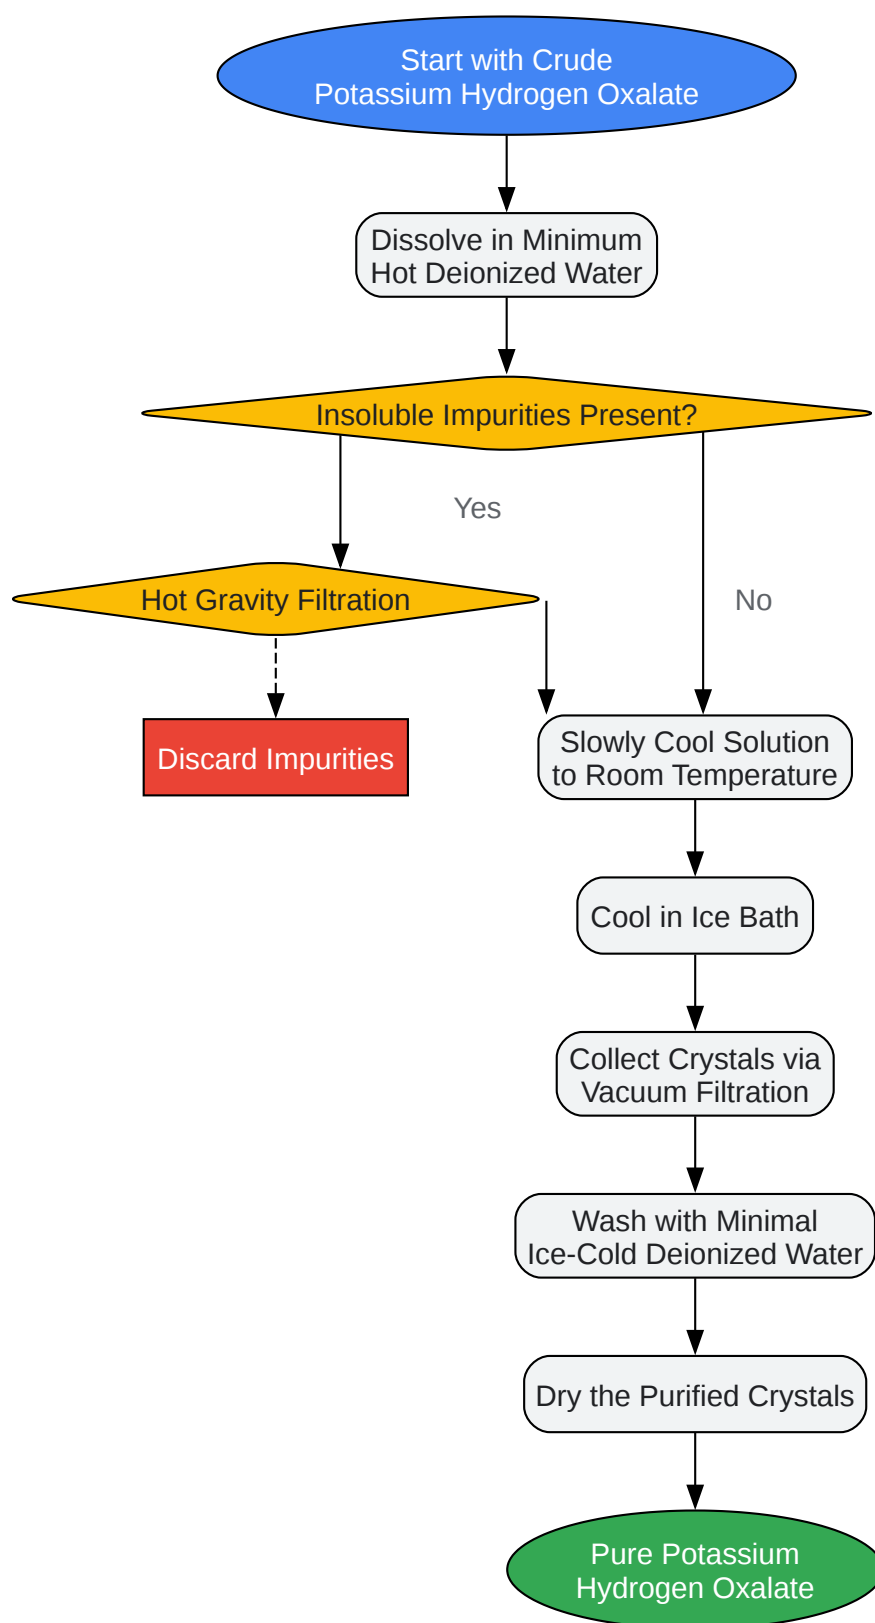 Start with Crude
Potassium Hydrogen Oxalate
Dissolve in Minimum
Hot Deionized Water
Insoluble Impurities Present?
Yes
Hot Gravity Filtration
No
Discard Impurities
Slowly Cool Solution
to Room Temperature
Cool in Ice Bath
Collect Crystals via
Vacuum Filtration
Wash with Minimal
Ice-Cold Deionized Water
Dry the Purified Crystals
Pure Potassium
Hydrogen Oxalate